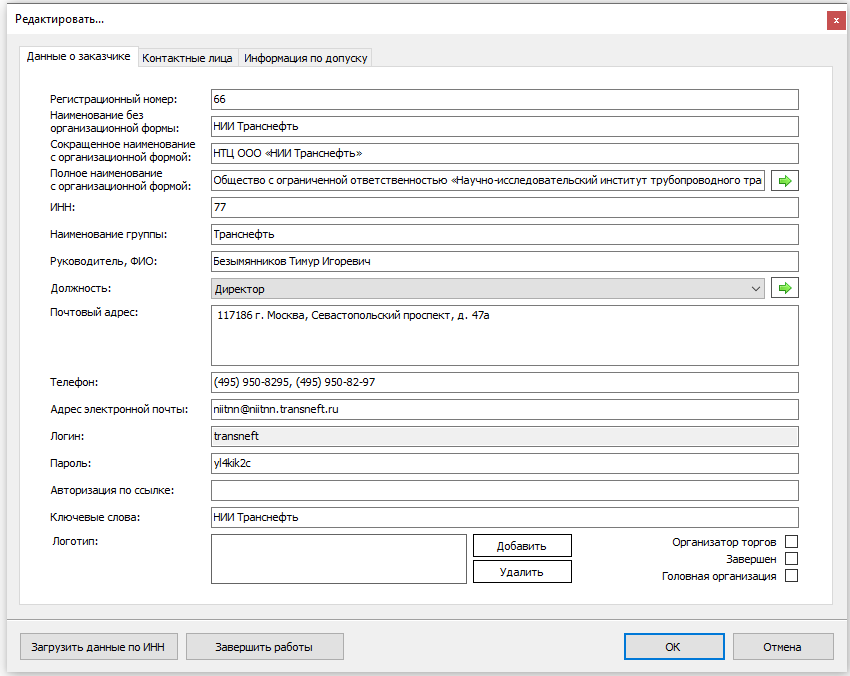 Редактировать...
x
Данные о заказчике Контактные лица Информация по допуску
Регистрационный номер: 66
Наименование без
организационной формы: НИИ Транснефть
Сокращенное наименование
с организационной формой: НТЦ ООО «НИИ Транснефть»
Полное наименование
с организационной формой: Общество с ограниченной ответственностью «Научно-исследовательский институт трубопроводного тра
ИНН: 77
Наименование группы: Транснефть
Руководитель, ФИО: Безымянников Тимур Игоревич
Должность: Директор
Почтовый адрес: 117186 г. Москва, Севастопольский проспект, д. 47а
Телефон: (495) 950-8295, (495) 950-82-97
Адрес электронной почты: niitnn@niitnn.transneft.ru
Логин: transneft
Пароль: yl4kik2c
Авторизация по ссылке:
Ключевые слова: НИИ Транснефть
Логотип: Добавить Организатор торгов
Завершен
Удалить Головная организация
Загрузить данные по ИНН Завершить работы OK Отмена